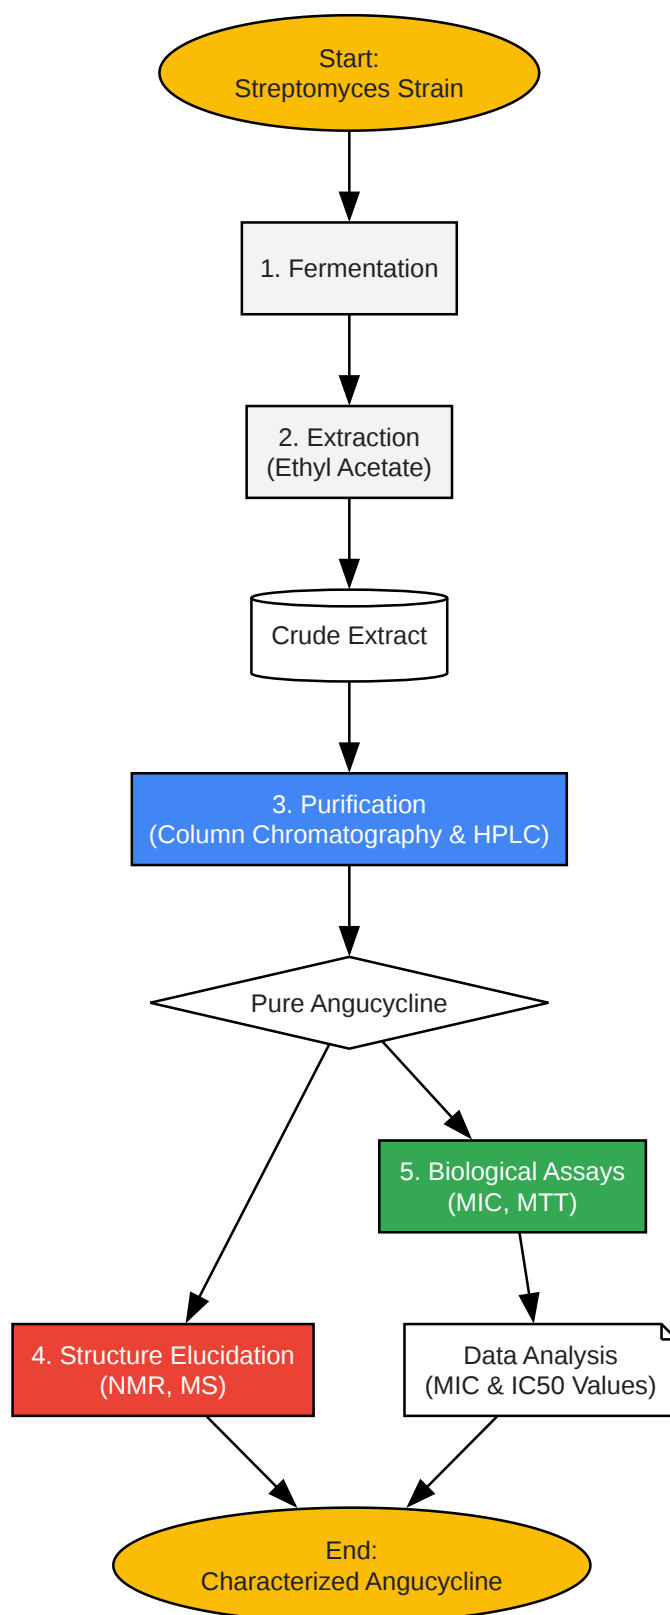 Start:
Streptomyces Strain
1. Fermentation
2. Extraction
(Ethyl Acetate)
Crude Extract
3. Purification
(Column Chromatography & HPLC)
Pure Angucycline
5. Biological Assays
(MIC, MTT)
4. Structure Elucidation
(NMR, MS)
Data Analysis
(MIC & IC50 Values)
End:
Characterized Angucycline